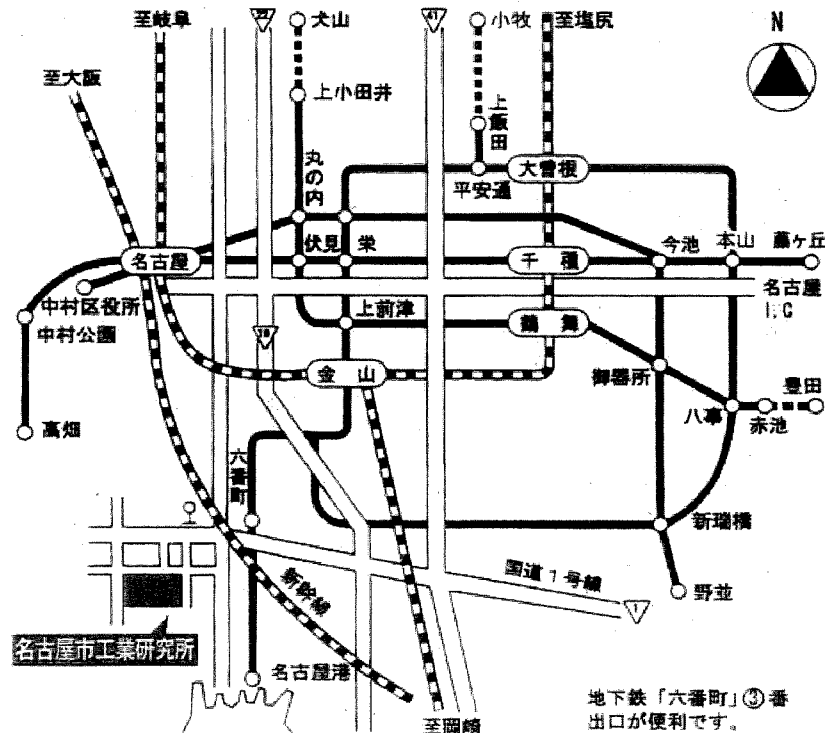 至岐阜
22
犬山
41
小牧
至塩尻
N
至大阪
上小田井
上飯田
丸の内
平安通
大曽根
名古屋
伏見
栄
千種
今池
本山
藤ヶ丘
中村区役所
中村公園
上前津
鶴舞
名古屋
I,C
19
金山
御器所
豊田
八事
赤池
高畑
六番町
新瑞橋
新幹線
国道1号線
1
野並
名古屋市工業研究所
名古屋港
至岡崎
地下鉄「六番町」③番
出口が便利です。